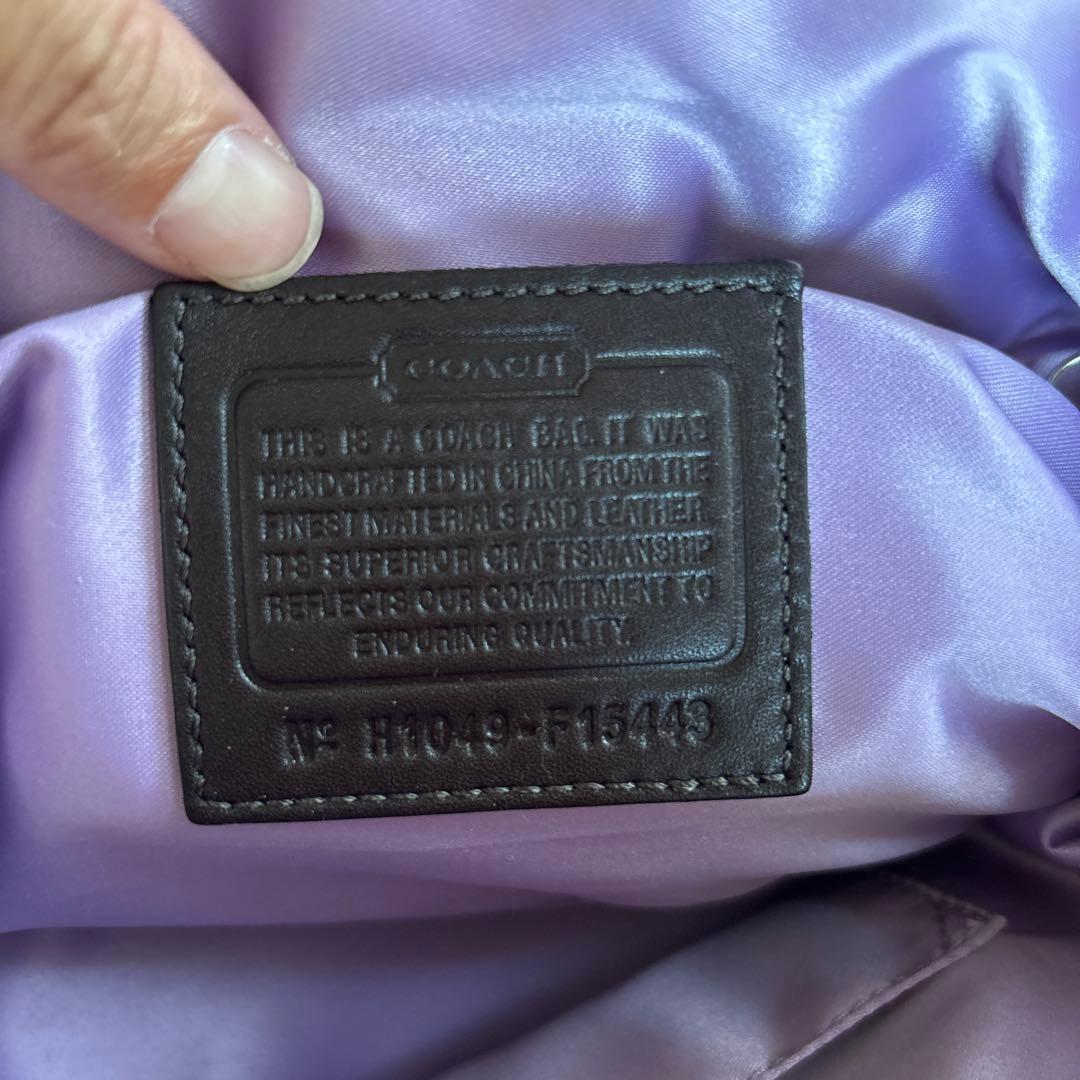 COACH
THIS IS A COACH BAG. IT WAS
HANDCRAFTED IN CHINA FROM THE
FINEST MATERIALS AND LEATHER.
ITS SUPERIOR CRAFTSMANSHIP
REFLECTS OUR COMMITMENT TO
ENDURING QUALITY.
Nº H1049-F15443